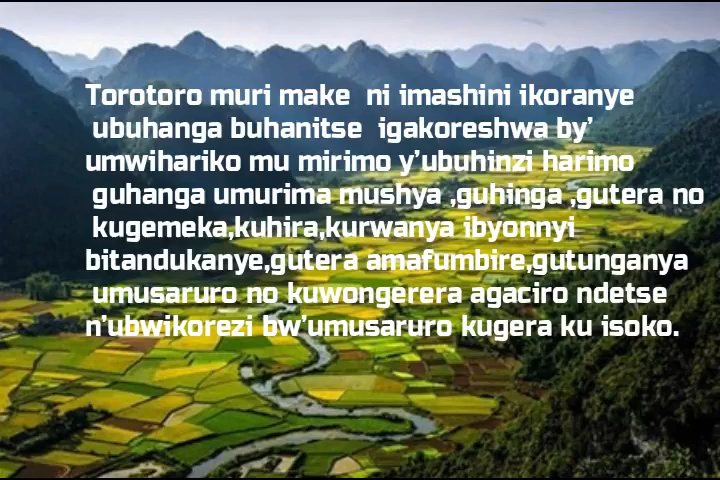 Torotoro muri make ni imashini ikoranye
ubuhanga buhanitse igakoreshwa by’
umwihariko mu mirimo y’ubuhinzi harimo
guhanga umurima mushya ,guhinga ,gutera no
kugemeka,kuhira,kurwanya ibyonnyi
bitandukanye,gutera amafumbire,gutunganya
umusaruro no kuwongerera agaciro ndetse
n’ubwikorezi bw’umusaruro kugera ku isoko.